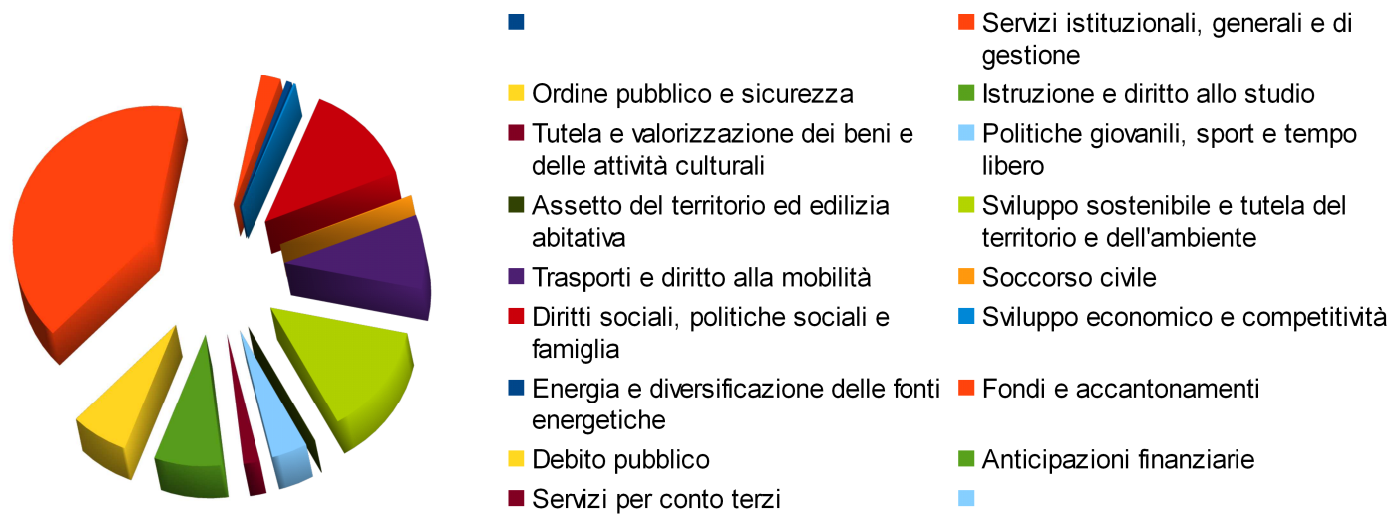 Servizi istituzionali, generali e di
gestione
Ordine pubblico e sicurezza
Istruzione e diritto allo studio
Tutela e valorizzazione dei beni e
delle attività culturali
Politiche giovanili, sport e tempo
libero
Assetto del territorio ed edilizia
abitativa
Sviluppo sostenibile e tutela del
territorio e dell'ambiente
Trasporti e diritto alla mobilità
Soccorso civile
Diritti sociali, politiche sociali e
famiglia
Sviluppo economico e competitività
Energia e diversificazione delle fonti
energetiche
Fondi e accantonamenti
Debito pubblico
Anticipazioni finanziarie
Servizi per conto terzi